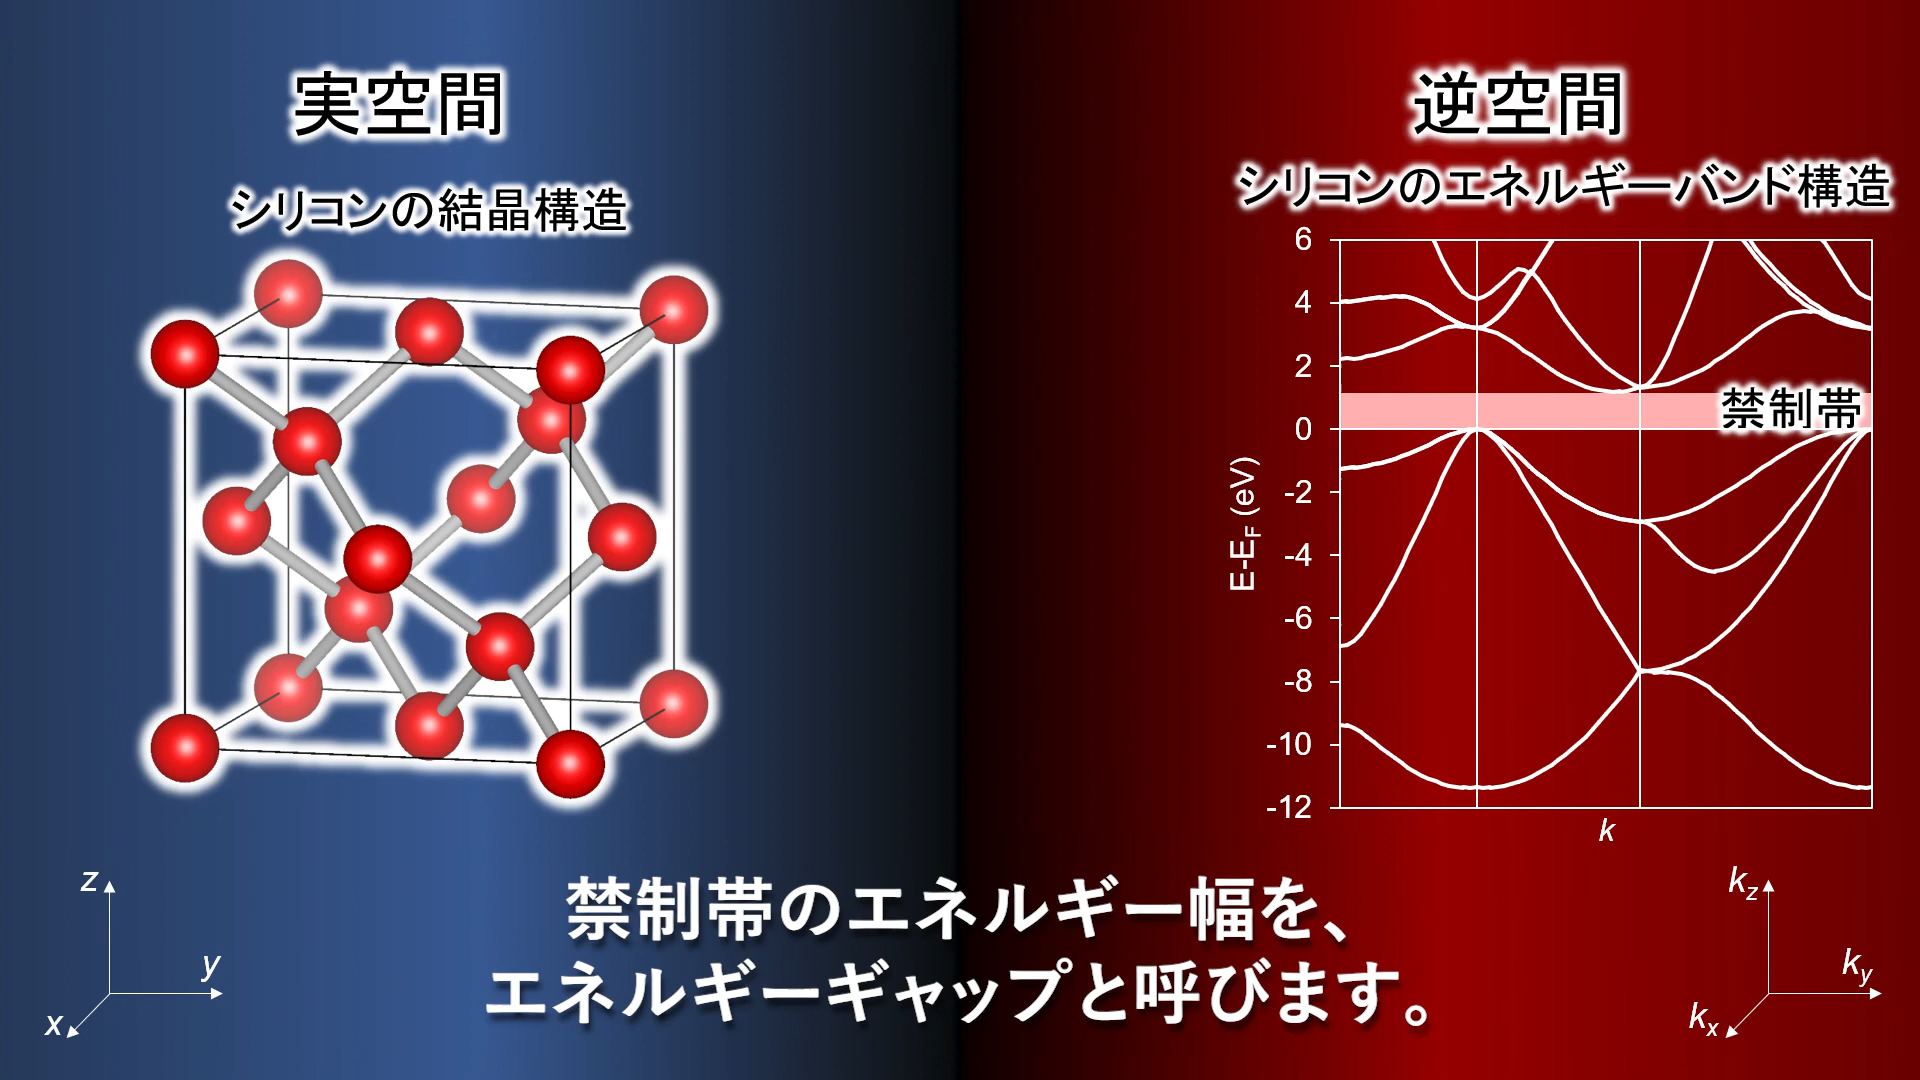 実空間
シリコンの結晶構造
z
y
x
逆空間
シリコンのエネルギーバンド構造
6
4
2
0
-2
-4
-6
-8
-10
-12
E-EF (eV)
禁制帯
k
kz
ky
kx
禁制帯のエネルギー幅を、
エネルギーギャップと呼びます。